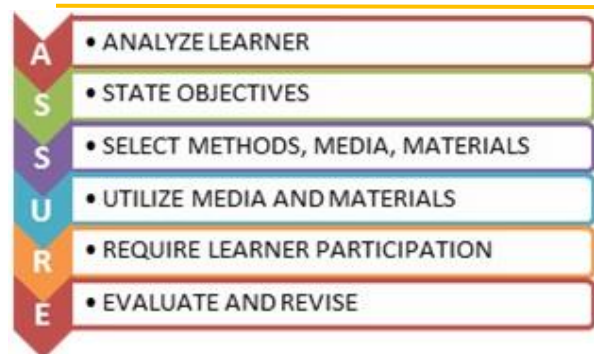 A • ANALYZE LEARNER
S • STATE OBJECTIVES
S • SELECT METHODS, MEDIA, MATERIALS
U • UTILIZE MEDIA AND MATERIALS
R • REQUIRE LEARNER PARTICIPATION
E • EVALUATE AND REVISE